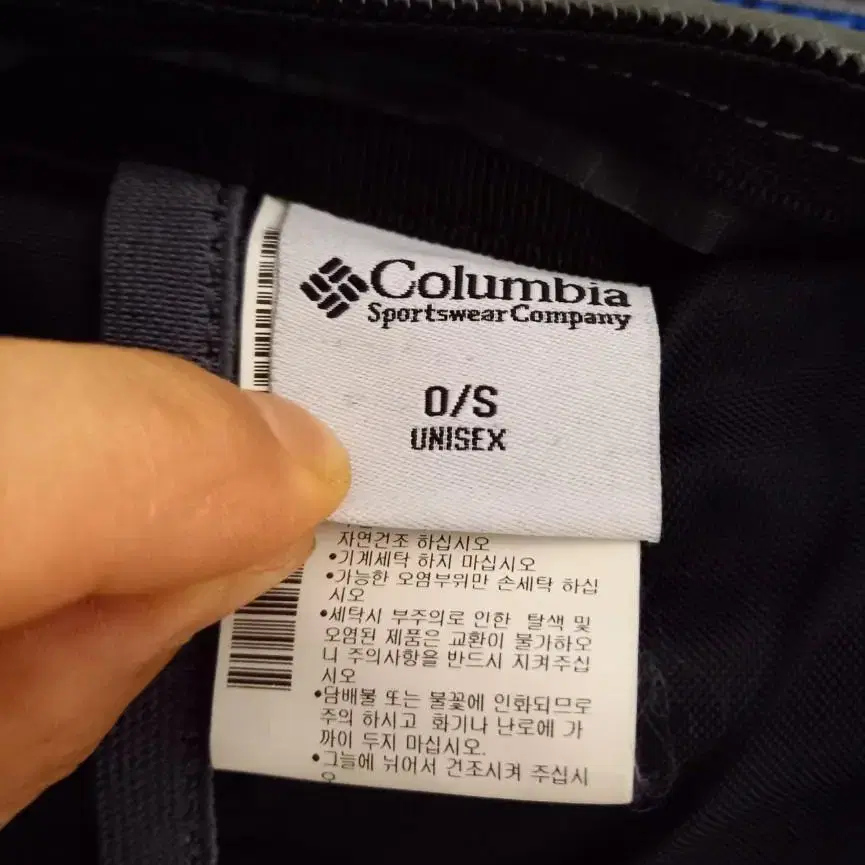 Columbia
Sportswear Company
O/S
UNISEX
자연건조 하십시오
•기계세탁 하지 마십시오
•가능한 오염부위만 손세탁 하십
시오
•세탁시 부주의로 인한 탈색 및
오염된 제품은 교환이 불가하오
니 주의사항을 반드시 지켜주십
시오
•담배불 또는 불꽃에 인화되므로
주의 하시고 화기나 난로에 가
까이 두지 마십시오.
•그늘에 뉘어서 건조시켜 주십시
오